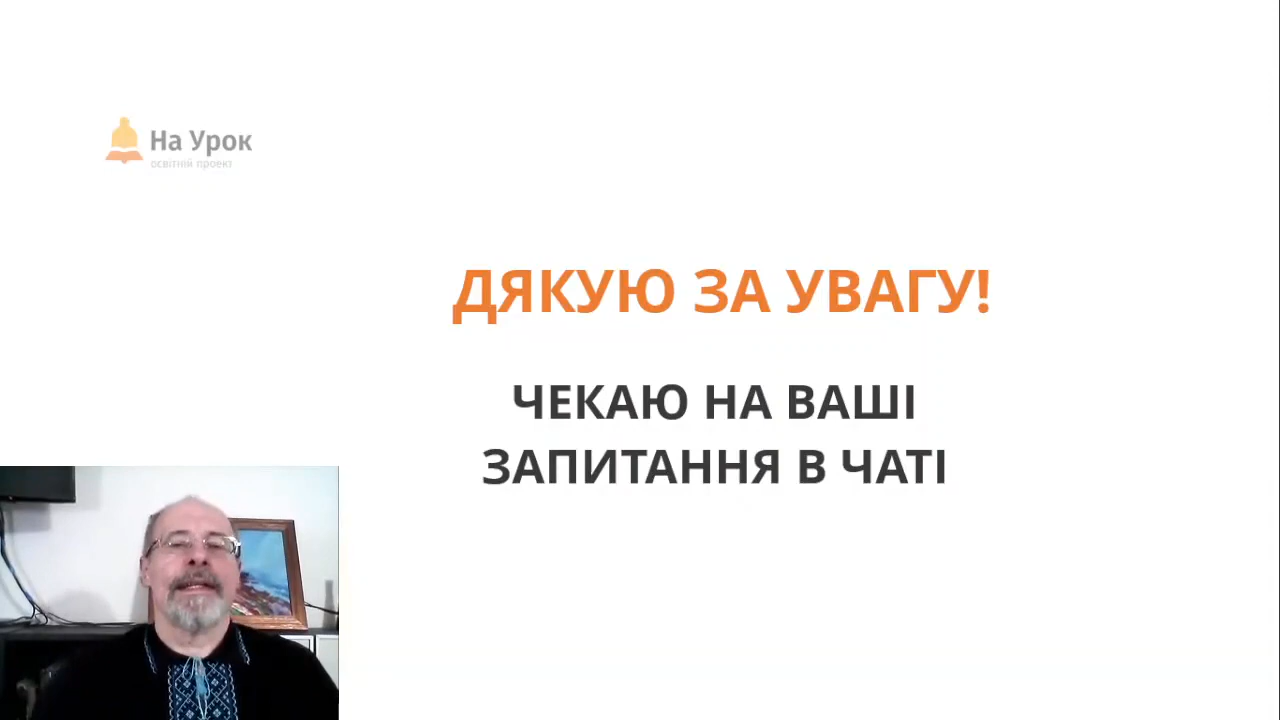 На Урок
освітній проект
ДЯКУЮ ЗА УВАГУ!
ЧЕКАЮ НА ВАШІ
ЗАПИТАННЯ В ЧАТІ